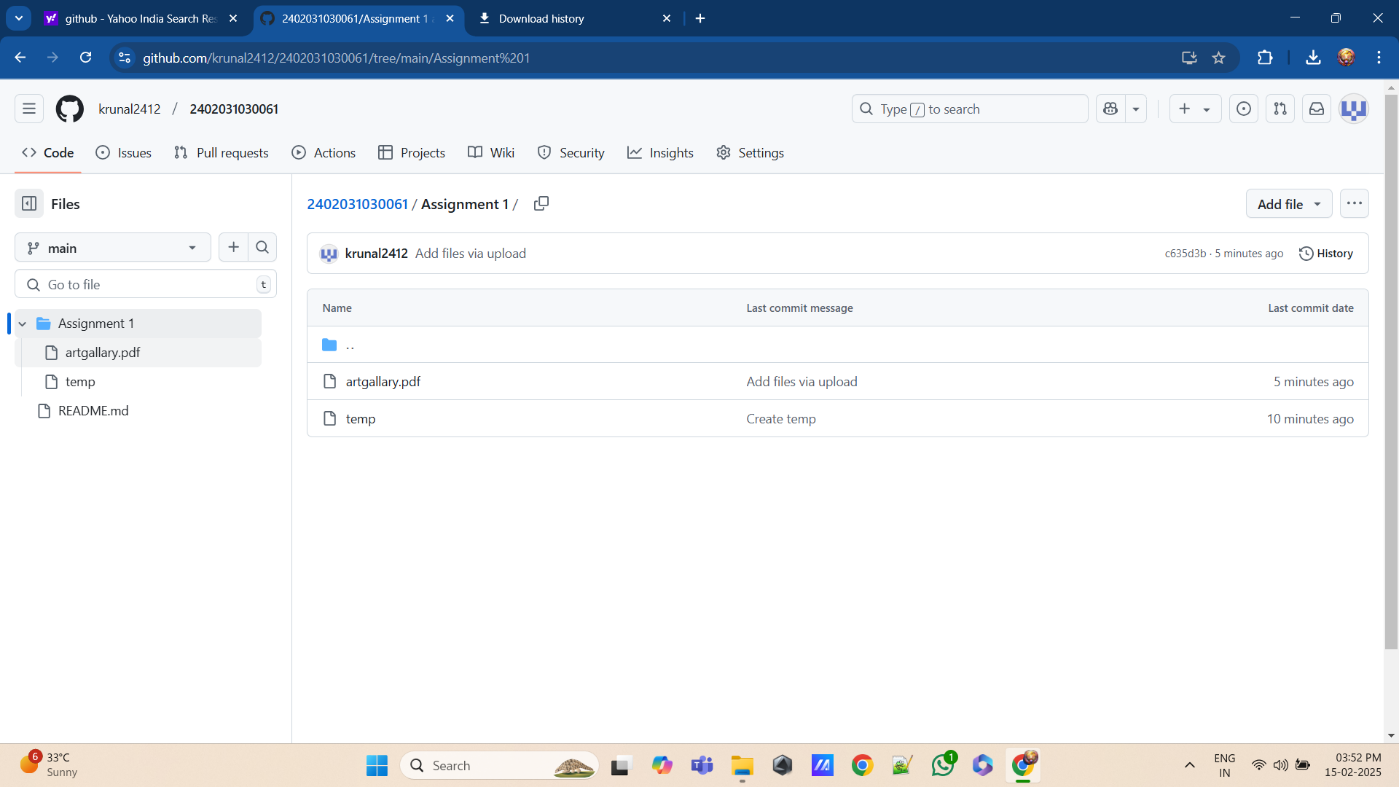 github - Yahoo India Search Res
2402031030061/Assignment 1
Download history
github.com/krunal2412/2402031030061/tree/main/Assignment%201
krunal2412 / 2402031030061
Type / to search
Code
Issues
Pull requests
Actions
Projects
Wiki
Security
Insights
Settings
Files
main
Go to file
t
Assignment 1
artgallary.pdf
temp
README.md
2402031030061 / Assignment 1 /
Add file
krunal2412 Add files via upload
c635d3b · 5 minutes ago
History
Name Last commit message Last commit date
..
artgallary.pdf Add files via upload 5 minutes ago
temp Create temp 10 minutes ago
6
33°C
Sunny
Search
1
ENG
IN
03:52 PM
15-02-2025